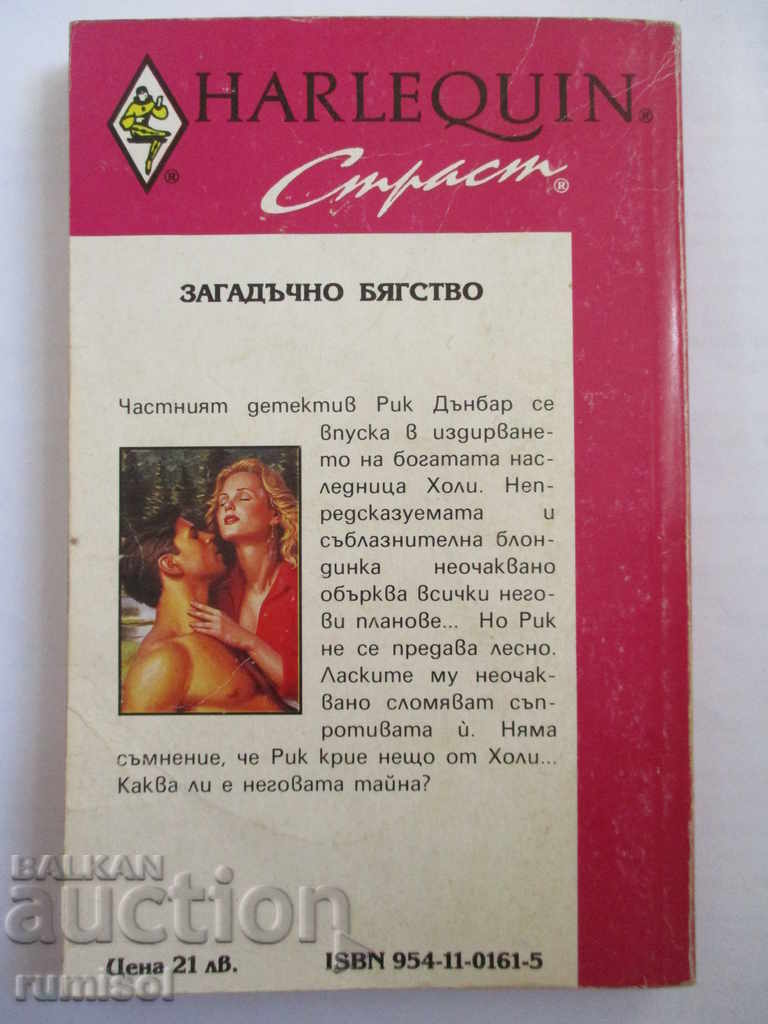 HARLEQUIN®
Страст®
®
ЗАГАДЪЧНО БЯГСТВО
Частният детектив Рик Дънбар се
впуска в издирване-
то на богатата нас-
ледница Холи. Неп-
редсказуемата и
съблазнителна блон-
динка неочаквано
обърква всички него-
ви планове... Но Рик
не се предава лесно.
Ласките му неочак-
вано сломяват съп-
ротивата ѝ. Няма
съмнение, че Рик крие нещо от Холи...
Каква ли е неговата тайна?
BALKAN
auction
Цена 21 лв. ISBN 954-11-0161-5
rumisol